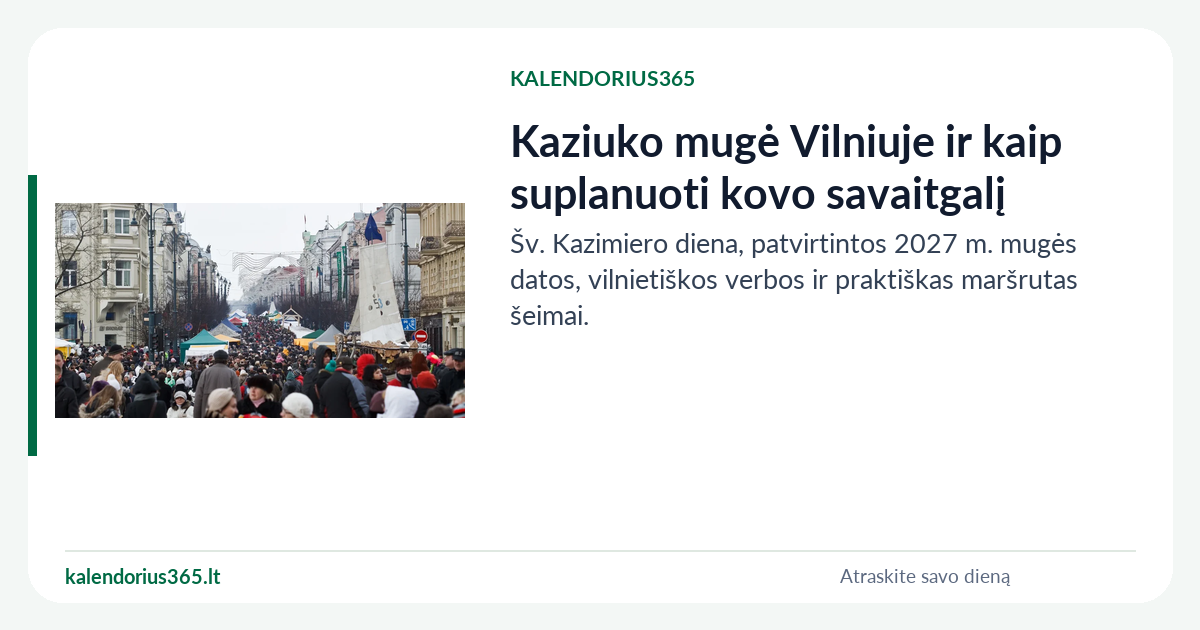 KALENDORIUS365
Kaziuko mugė Vilniuje ir kaip
suplanuoti kovo savaitgalį
Šv. Kazimiero diena, patvirtintos 2027 m. mugės
datos, vilnietiškos verbos ir praktiškas maršrutas
šeimai.
kalendorius365.lt
Atraskite savo dieną